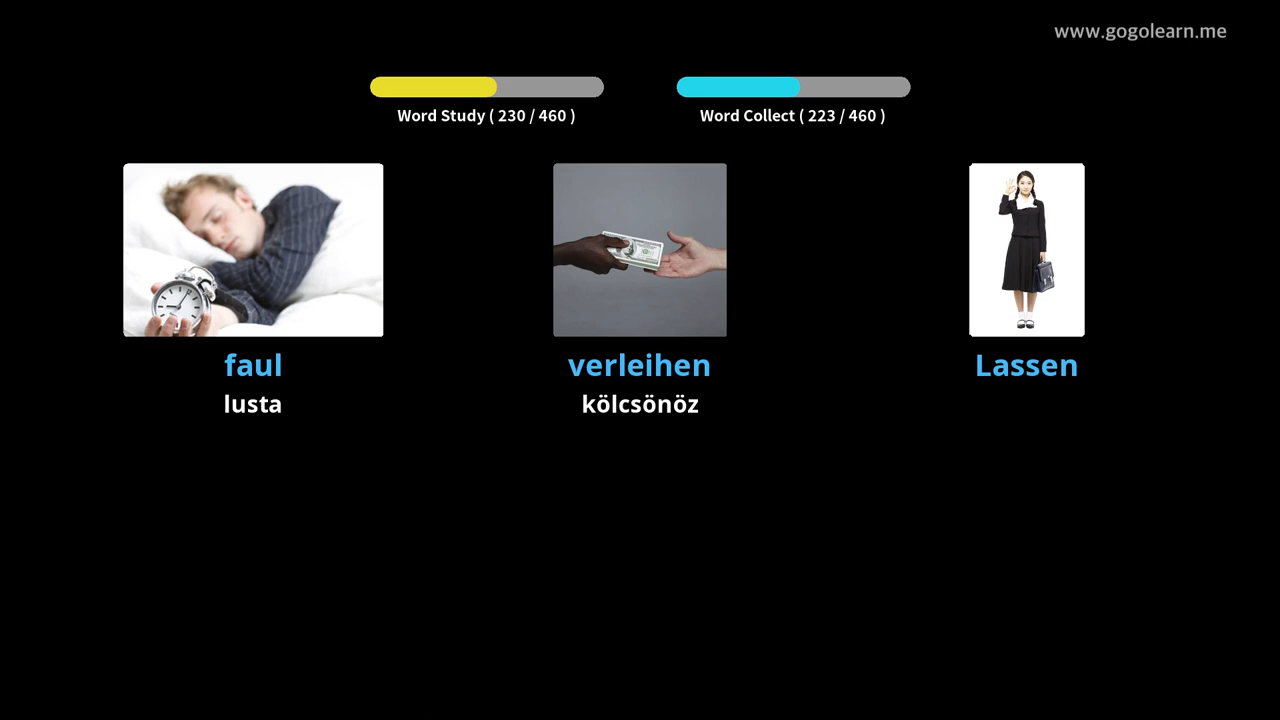 www.gogolearn.me
Word Study ( 230 / 460 )
Word Collect ( 223 / 460 )
faul
lusta
verleihen
kölcsönöz
Lassen